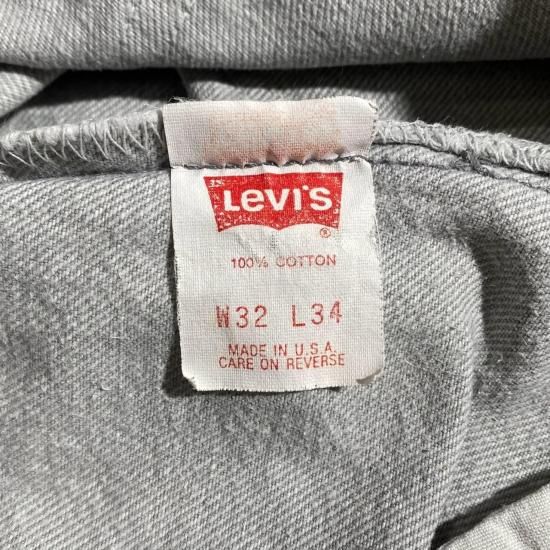 LEVI'S
®
100% COTTON
W32 L34
MADE IN U.S.A.
CARE ON REVERSE